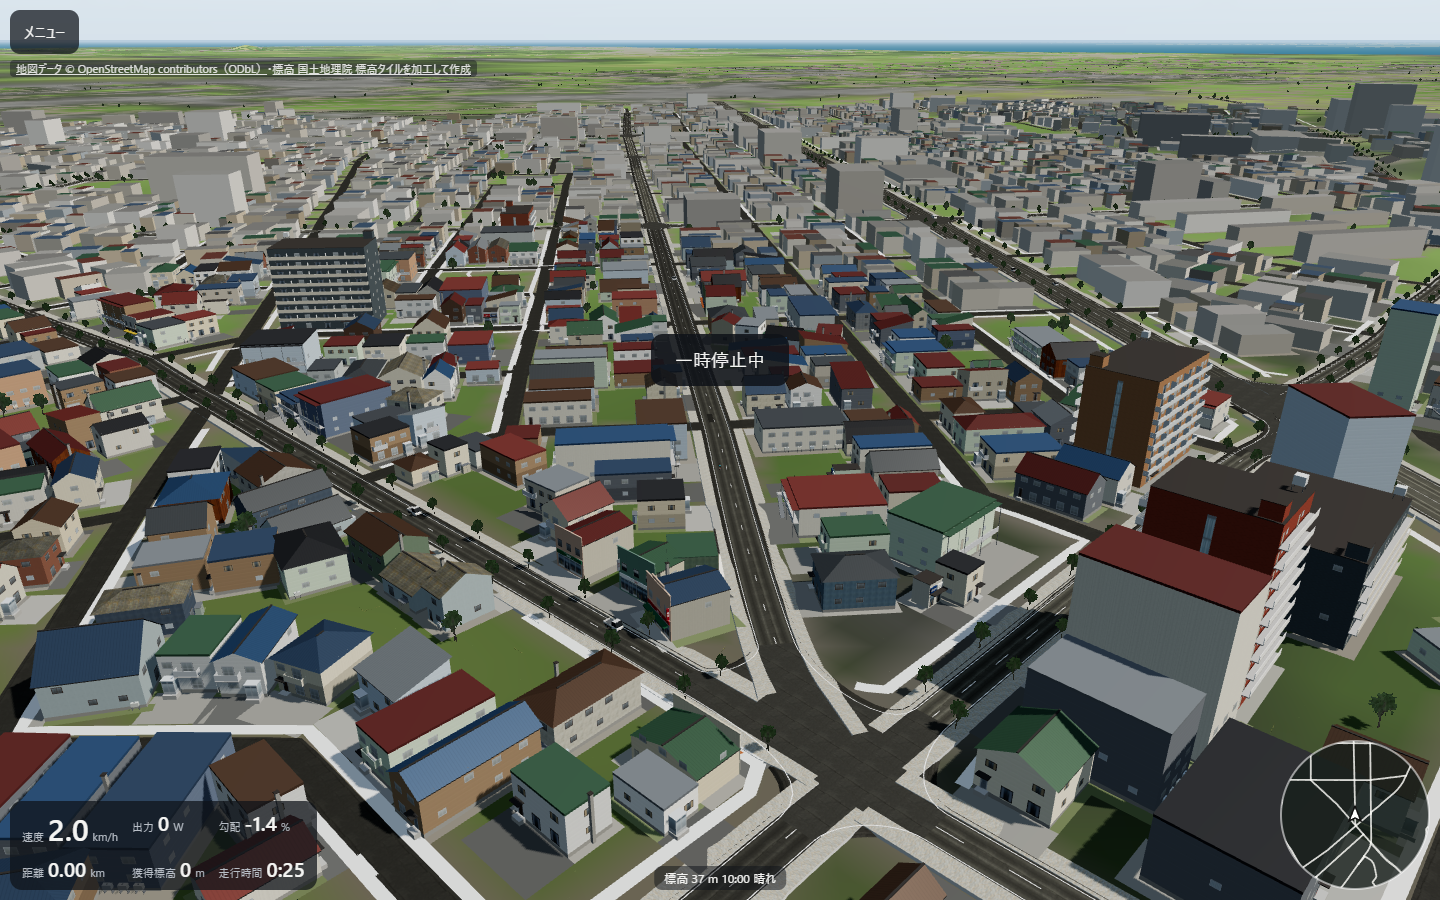 メニュー
地図データ © OpenStreetMap contributors（ODbL）・標高 国土地理院 標高タイルを加工して作成
一時停止中
速度 2.0 km/h 出力 0 W 勾配 -1.4 %
距離 0.00 km 獲得標高 0 m 走行時間 0:25
標高 37 m 10:00 晴れ